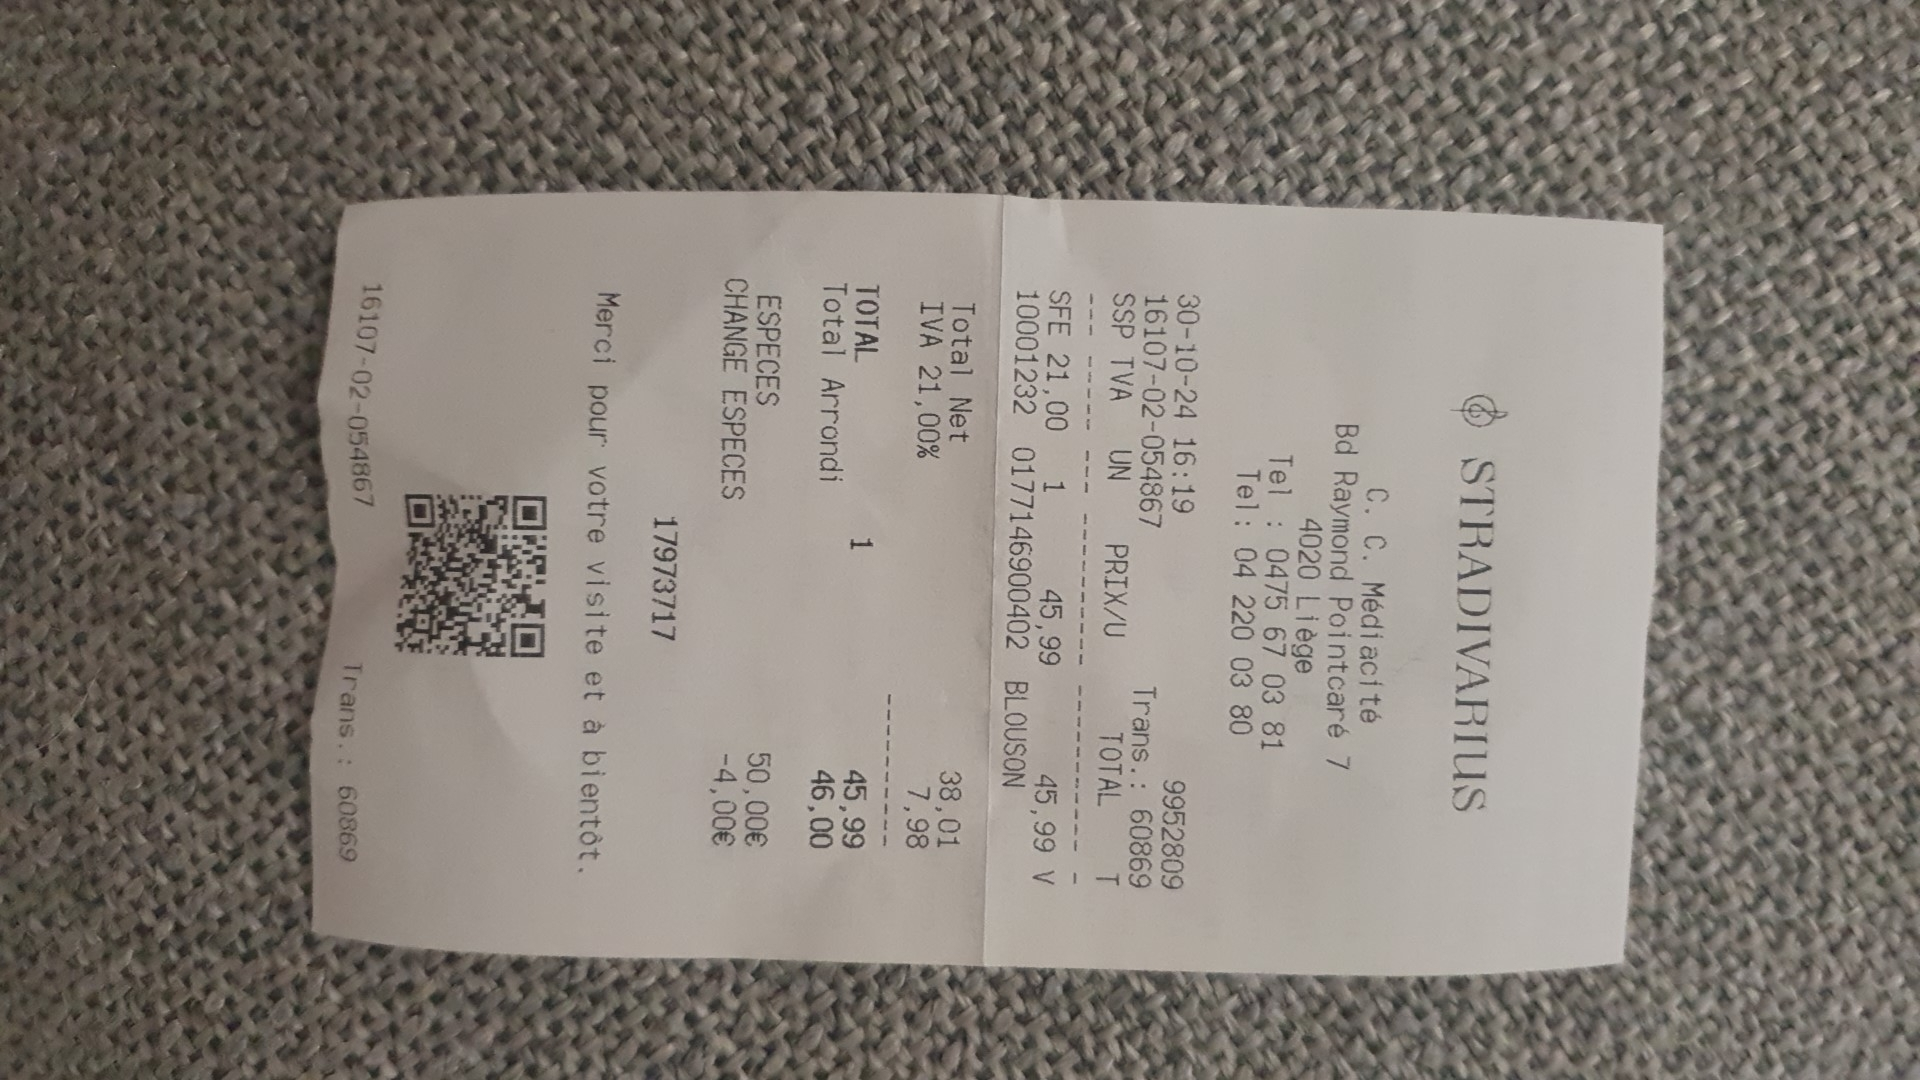 STRADIVARIUS
C. C. Médiacité
Bd Raymond Pointcaré 7
4020 Liège
Tel : 0475 67 03 81
Tel: 04 220 03 80
30-10-24 16:19 9952809
16107-02-054867 Trans.: 60869
SSP TVA UN PRIX/U TOTAL T
--- ----- --- ----------- ----------- -
SFE 21,00 1 45,99 45,99 V
10001232 0177146900402 BLOUSON
Total Net 38,01
IVA 21,00% 7,98
-----------
TOTAL 1 45,99
Total Arrondi 46,00
ESPECES 50,00€
CHANGE ESPECES -4,00€
17973717
Merci pour votre visite et à bientôt.
16107-02-054867 Trans.: 60869